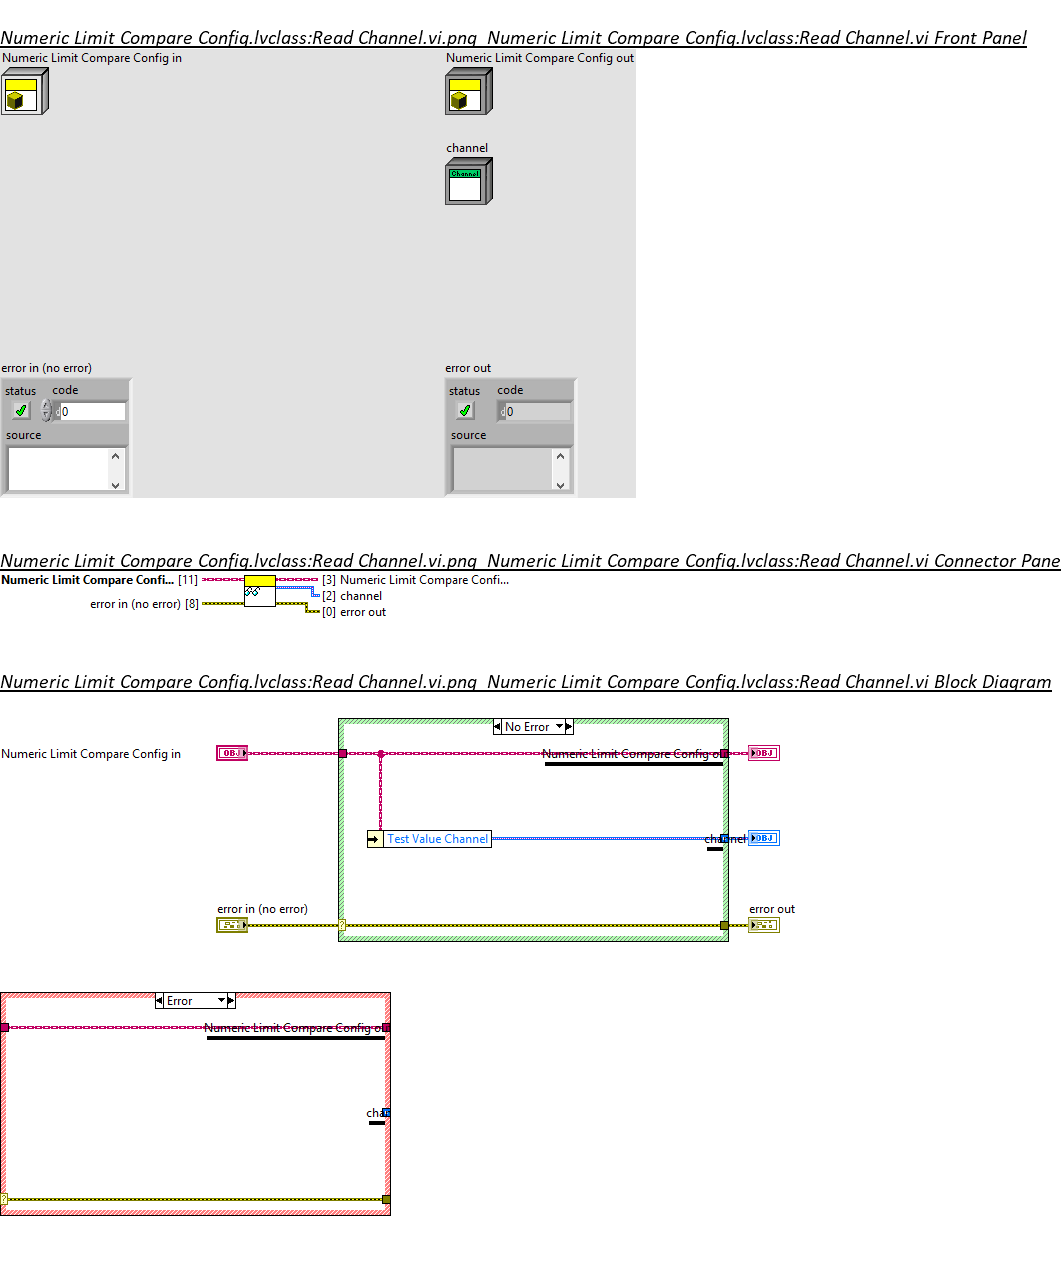 Numeric Limit Compare Config.lvclass:Read Channel.vi.png  Numeric Limit Compare Config.lvclass:Read Channel.vi Front Panel
Numeric Limit Compare Config in
Numeric Limit Compare Config out
channel
Channel
error in (no error)
error out
status code
status code
d 0
d 0
source
source
Numeric Limit Compare Config.lvclass:Read Channel.vi.png  Numeric Limit Compare Config.lvclass:Read Channel.vi Connector Pane
Numeric Limit Compare Confi... [11]
[3] Numeric Limit Compare Confi...
[2] channel
error in (no error) [8]
[0] error out
Numeric Limit Compare Config.lvclass:Read Channel.vi.png  Numeric Limit Compare Config.lvclass:Read Channel.vi Block Diagram
No Error
Numeric Limit Compare Config in
OBJ
Numeric Limit Compare Config o
OBJ
Test Value Channel
channel
OBJ
error in (no error)
error out
?
Error
Numeric Limit Compare Config o
cha
?